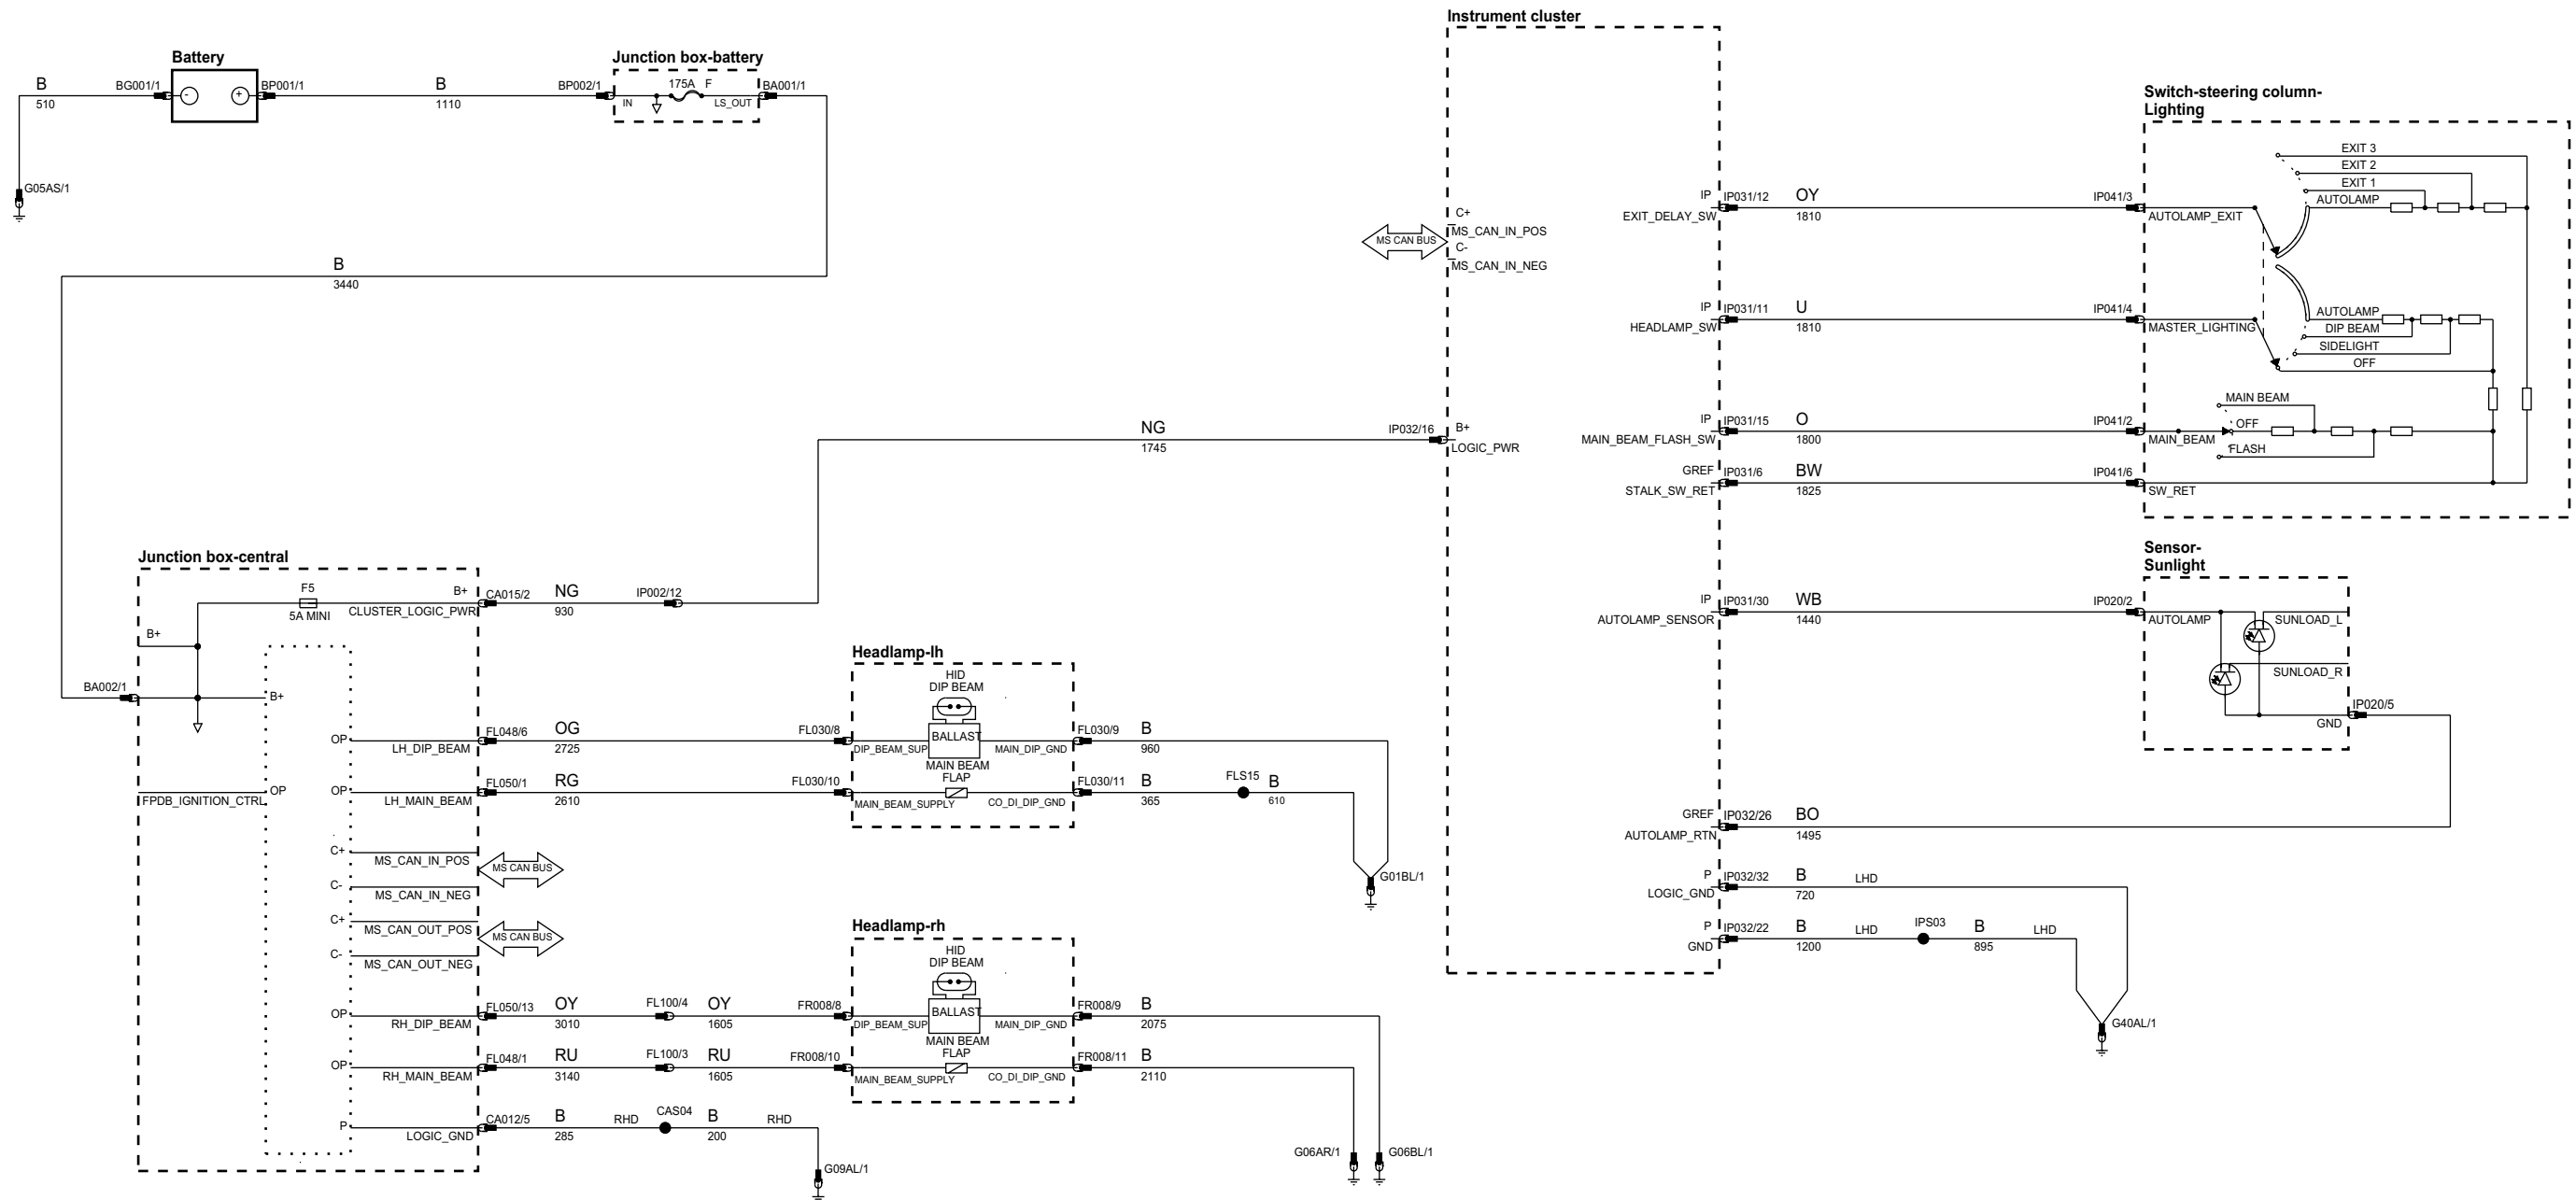 Instrument cluster
Battery
Junction box-battery
B
510
BG001/1
-
+
BP001/1
B
1110
BP002/1
175A F
IN
LS_OUT
BA001/1
G05AS/1
B
3440
Switch-steering column-
Lighting
EXIT 3
EXIT 2
EXIT 1
AUTOLAMP
IP
EXIT_DELAY_SW
IP031/12
OY
1810
IP041/3
AUTOLAMP_EXIT
C+
MS_CAN_IN_POS
C-
MS_CAN_IN_NEG
MS CAN BUS
IP
HEADLAMP_SW
IP031/11
U
1810
IP041/4
MASTER_LIGHTING
AUTOLAMP
DIP BEAM
SIDELIGHT
OFF
NG
1745
IP032/16
B+
LOGIC_PWR
IP
MAIN_BEAM_FLASH_SW
IP031/15
O
1800
IP041/2
MAIN_BEAM
MAIN BEAM
OFF
FLASH
GREF
STALK_SW_RET
IP031/6
BW
1825
IP041/6
SW_RET
Junction box-central
F5
5A MINI
B+
CLUSTER_LOGIC_PWR
CA015/2
NG
930
IP002/12
B+
BA002/1
B+
Sensor-
Sunlight
IP
AUTOLAMP_SENSOR
IP031/30
WB
1440
IP020/2
AUTOLAMP
SUNLOAD_L
SUNLOAD_R
GND
IP020/5
Headlamp-lh
HID
DIP BEAM
BALLAST
OP
LH_DIP_BEAM
FL048/6
OG
2725
FL030/8
DIP_BEAM_SUP
MAIN_DIP_GND
FL030/9
B
960
MAIN BEAM
FLAP
FPDB_IGNITION_CTRL
OP
OP
LH_MAIN_BEAM
FL050/1
RG
2610
FL030/10
MAIN_BEAM_SUPPLY
CO_DI_DIP_GND
FL030/11
B
365
FLS15
B
610
G01BL/1
GREF
AUTOLAMP_RTN
IP032/26
BO
1495
C+
MS_CAN_IN_POS
C-
MS_CAN_IN_NEG
MS CAN BUS
C+
MS_CAN_OUT_POS
C-
MS_CAN_OUT_NEG
MS CAN BUS
P
LOGIC_GND
IP032/32
B
720
LHD
P
GND
IP032/22
B
1200
LHD
IPS03
B
895
LHD
G40AL/1
Headlamp-rh
HID
DIP BEAM
BALLAST
OP
RH_DIP_BEAM
FL050/13
OY
3010
FL100/4
OY
1605
FR008/8
DIP_BEAM_SUP
MAIN_DIP_GND
FR008/9
B
2075
MAIN BEAM
FLAP
OP
RH_MAIN_BEAM
FL048/1
RU
3140
FL100/3
RU
1605
FR008/10
MAIN_BEAM_SUPPLY
CO_DI_DIP_GND
FR008/11
B
2110
P
LOGIC_GND
CA012/5
B
285
RHD
CAS04
B
200
RHD
G09AL/1
G06AR/1
G06BL/1